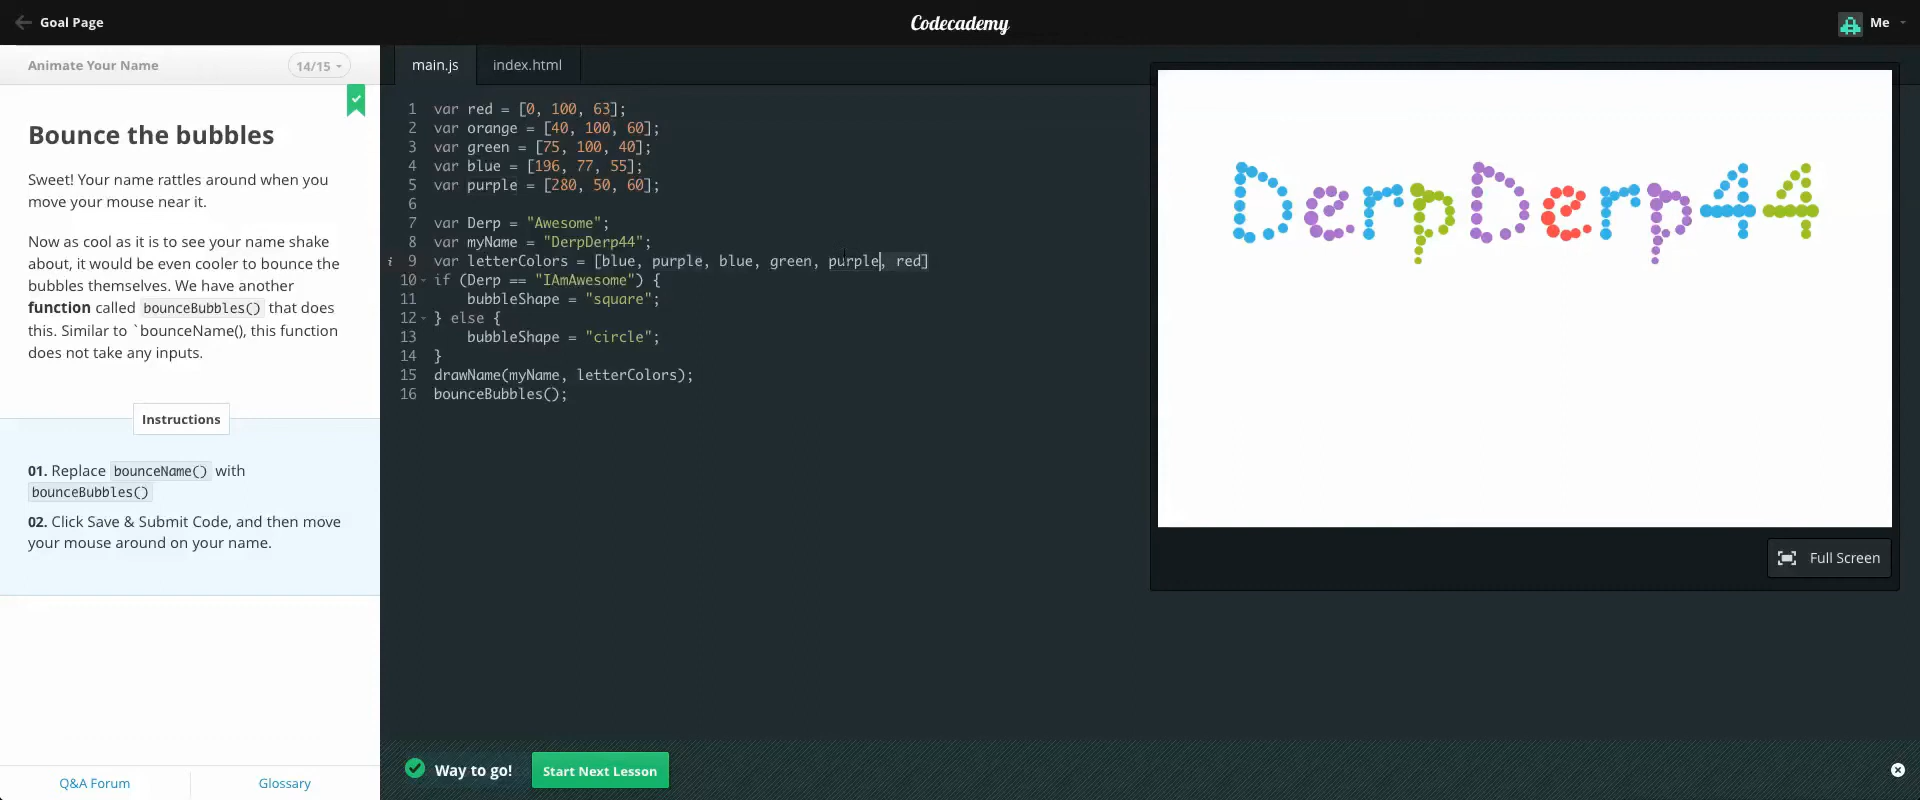 Goal Page
Codecademy
Me
Animate Your Name
14/15
main.js
index.html
Bounce the bubbles
Sweet! Your name rattles around when you
move your mouse near it.
Now as cool as it is to see your name shake
about, it would be even cooler to bounce the
bubbles themselves. We have another
function called bounceBubbles() that does
this. Similar to `bounceName(), this function
does not take any inputs.
Instructions
01. Replace bounceName() with
bounceBubbles()
02. Click Save & Submit Code, and then move
your mouse around on your name.
Q&A Forum
Glossary
1 var red = [0, 100, 63];
2 var orange = [40, 100, 60];
3 var green = [75, 100, 40];
4 var blue = [196, 77, 55];
5 var purple = [280, 50, 60];
6
7 var Derp = "Awesome";
8 var myName = "DerpDerp44";
i 9 var letterColors = [blue, purple, blue, green, purple, red]
10 if (Derp == "IAmAwesome") {
11 bubbleShape = "square";
12 } else {
13 bubbleShape = "circle";
14 }
15 drawName(myName, letterColors);
16 bounceBubbles();
DerpDerp44
Full Screen
Way to go!
Start Next Lesson